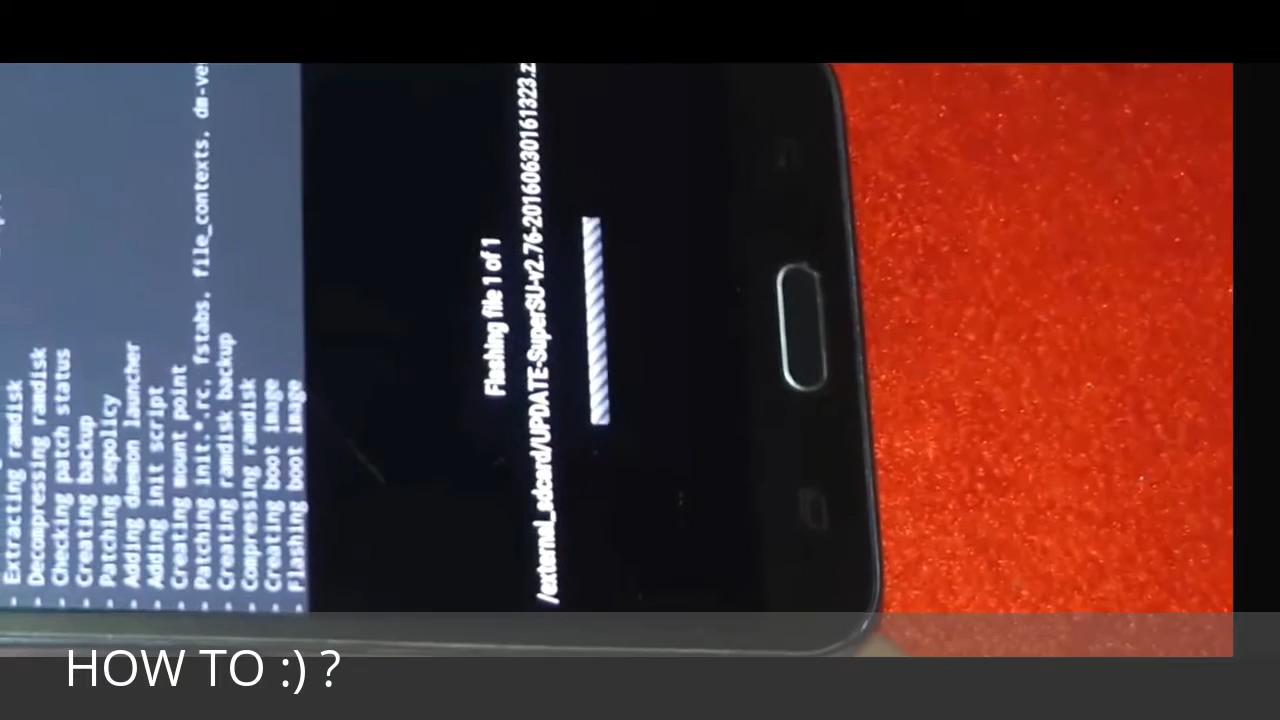 - Extracting ramdisk
- Decompressing ramdisk
- Checking patch status
- Creating backup
- Patching sepolicy
- Adding daemon launcher
- Adding init script
- Creating mount point
- Patching init.*.rc, fstabs, file_contexts, dm-ve
- Creating ramdisk backup
- Compressing ramdisk
- Creating boot image
- Flashing boot image
Flashing file 1 of 1
/external_sdcard/UPDATE-SuperSU-v2.76-20160630161323.z
HOW TO :) ?